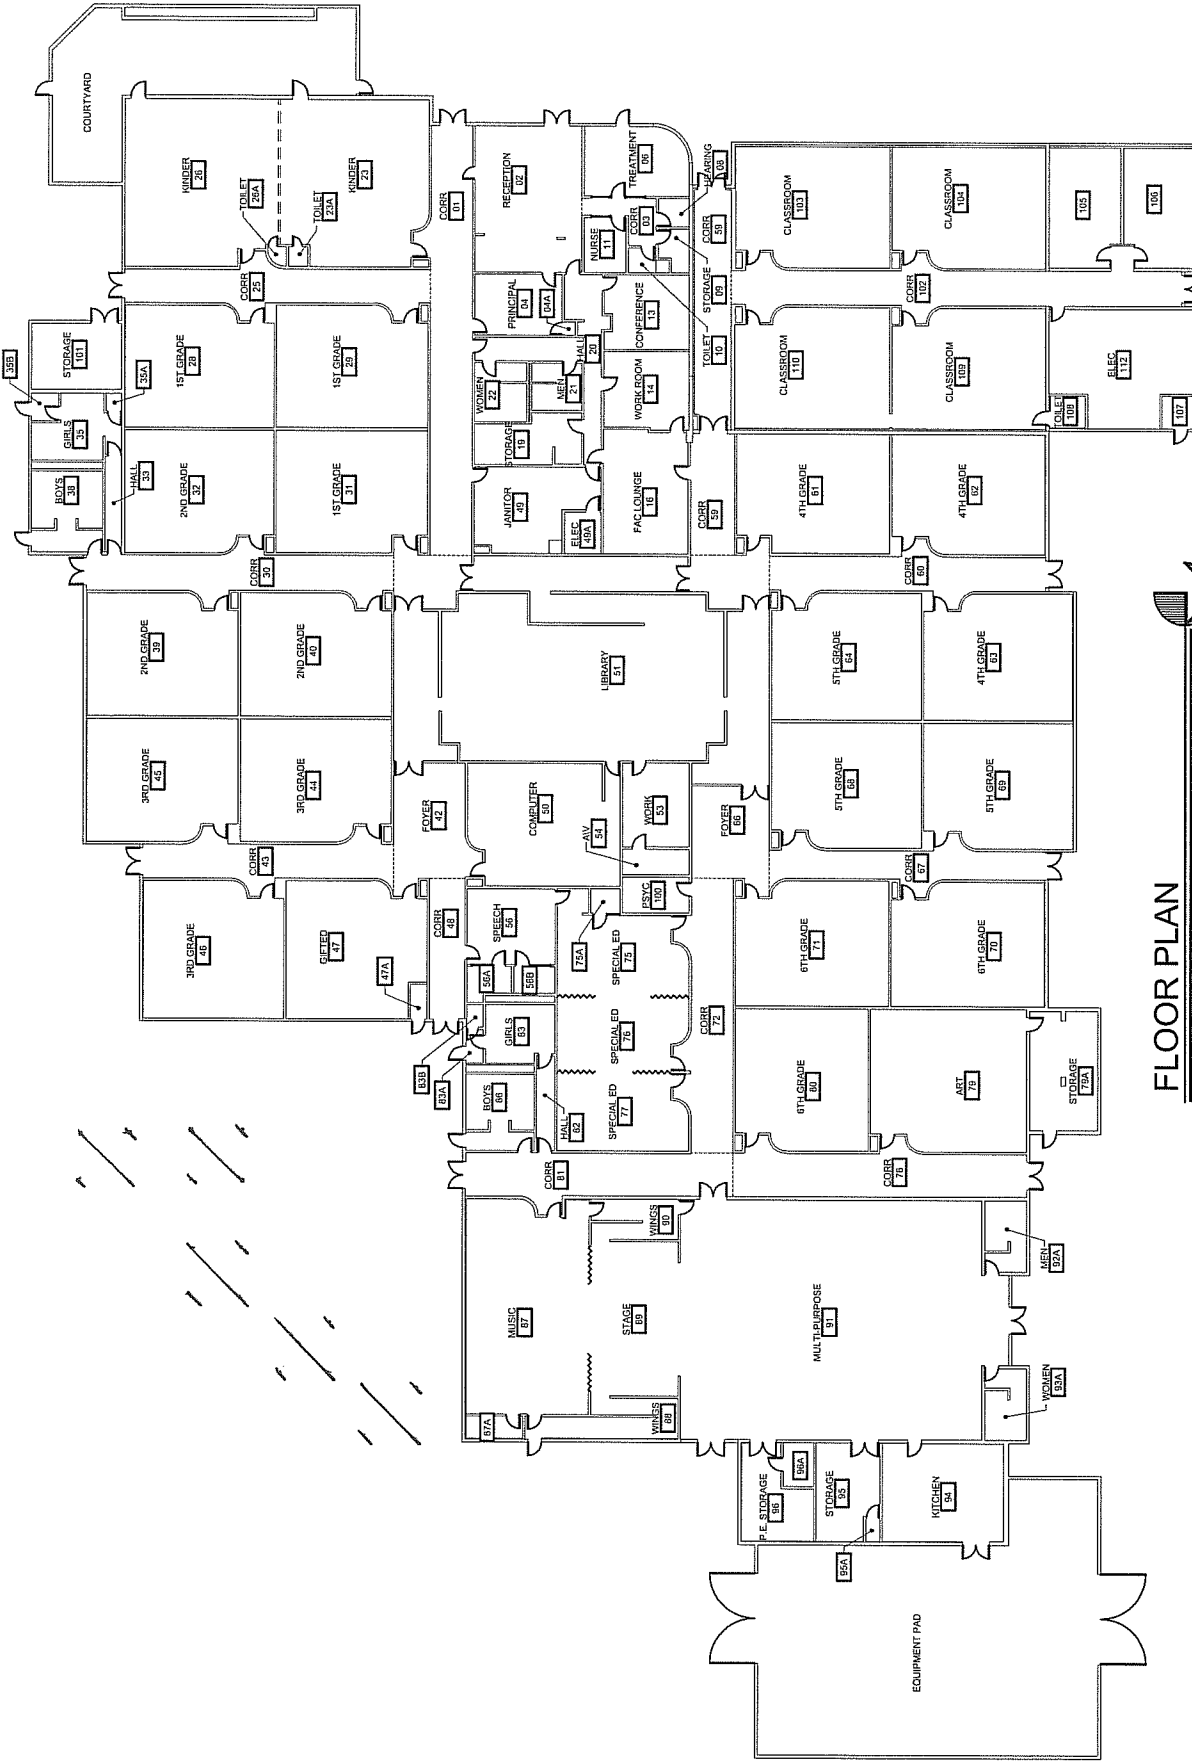 COURTYARD
KINDER
26
TOILET
26A
TOILET
23A
KINDER
23
CORR
25
CORR
01
RECEPTION
02
TREATMENT
06
HEARING
08
CORR
03
NURSE
11
STORAGE
09
TOILET
10
CORR
59
PRINCIPAL
04
04A
CONFERENCE
13
HALL
20
WOMEN
22
MEN
21
WORK ROOM
14
STORAGE
19
JANITOR
49
ELEC
49A
FAC LOUNGE
16
CORR
59
CLASSROOM
103
CLASSROOM
104
105
106
CORR
102
CLASSROOM
110
CLASSROOM
109
ELEC
112
TOILET
108
107
35B
STORAGE
101
35A
GIRLS
35
BOYS
38
HALL
33
1ST GRADE
28
1ST GRADE
29
2ND GRADE
32
1ST GRADE
31
4TH GRADE
61
4TH GRADE
62
CORR
30
CORR
60
2ND GRADE
39
2ND GRADE
40
LIBRARY
51
5TH GRADE
64
4TH GRADE
63
3RD GRADE
45
3RD GRADE
44
FOYER
42
COMPUTER
50
WORK
53
A/V
54
FOYER
66
5TH GRADE
68
5TH GRADE
69
CORR
43
CORR
67
3RD GRADE
46
GIFTED
47
47A
CORR
48
SPEECH
56
56A
56B
PSYC
100
75A
SPECIAL ED
75
SPECIAL ED
76
SPECIAL ED
77
CORR
72
6TH GRADE
71
6TH GRADE
70
83B
83A
GIRLS
83
BOYS
86
HALL
82
6TH GRADE
80
ART
79
STORAGE
79A
CORR
81
CORR
78
MUSIC
87
87A
STAGE
89
WINGS
90
WINGS
88
MULTI-PURPOSE
91
MEN
92A
WOMEN
93A
P.E. STORAGE
96
96A
STORAGE
95
95A
KITCHEN
94
EQUIPMENT PAD
FLOOR PLAN